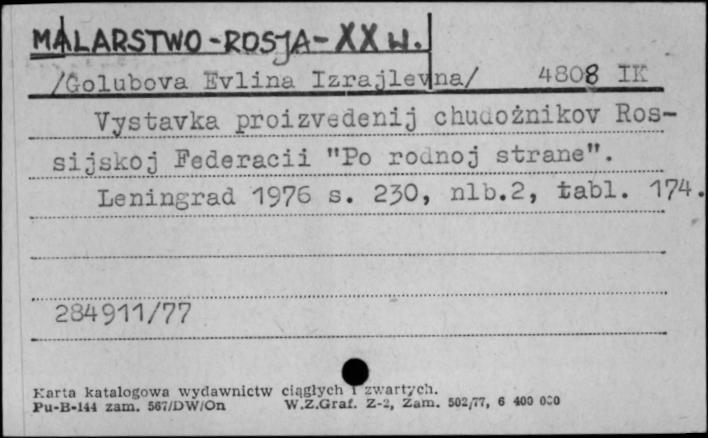 MALARSTWO-ROSJA-XX W.
/Golubova Evlina Izrajlevna/ 4808 IK
Vystavka proizvedenij chudožnikov Ros-
sijskoj Federacii "Po rodnoj strane".
Leningrad 1976 s. 230, nlb.2, tabl. 174.
284911/77
Karta katalogowa wydawnictw ciągłych i zwartych.
Pu-B-144 zam. 567/DW/On W.Z.Graf. Z-2, Zam. 502/77, 6 400 000